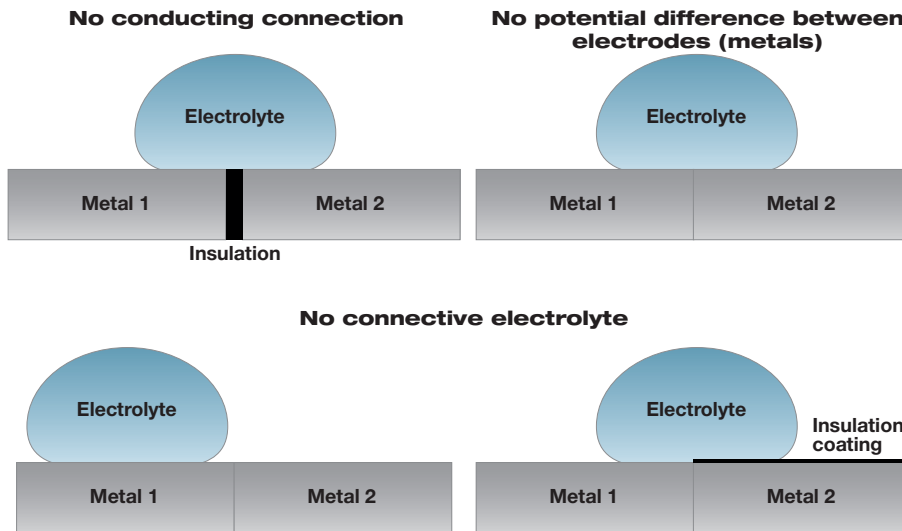 No conducting connection
No potential difference between
electrodes (metals)
Electrolyte
Metal 1
Metal 2
Insulation
Electrolyte
Metal 1
Metal 2
No connective electrolyte
Electrolyte
Metal 1
Metal 2
Electrolyte
Insulation
coating
Metal 1
Metal 2